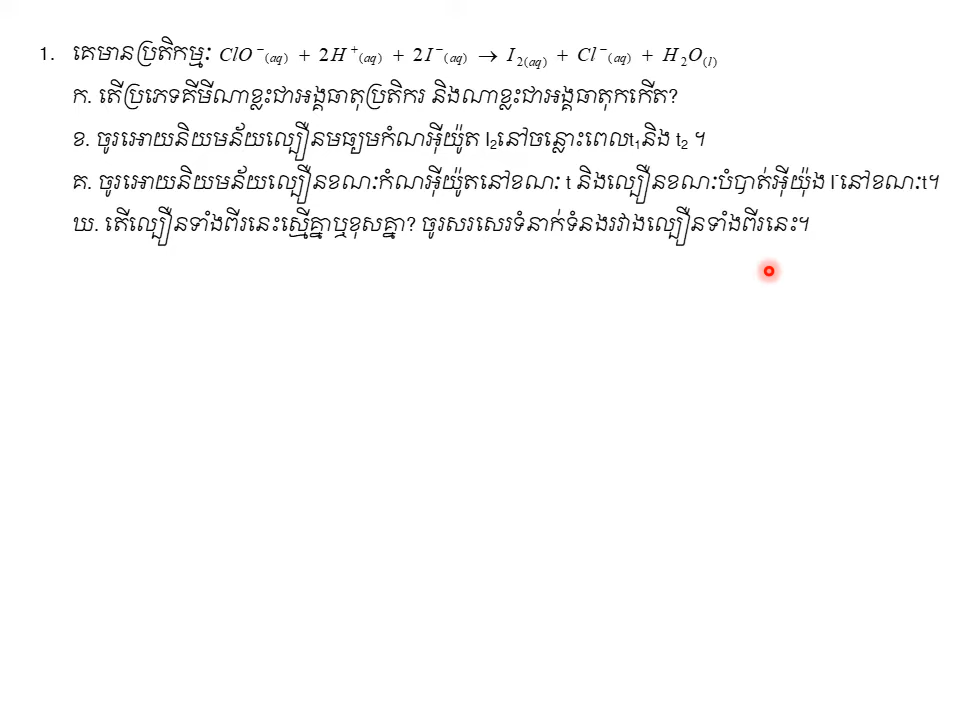 1. គេមានប្រតិកម្ម: ClO⁻(aq) + 2H⁺(aq) + 2I⁻(aq) → I₂(aq) + Cl⁻(aq) + H₂O(l)
ក. តើប្រភេទគីមីណាខ្លះជាអង្គធាតុប្រតិករ និងណាខ្លះជាអង្គធាតុកកើត?
ខ. ចូរអោយនិយមន័យល្បឿនមធ្យមកំណអ៊ីយ៉ូត I₂នៅចន្លោះពេលt₁និង t₂ ។
គ. ចូរអោយនិយមន័យល្បឿនខណៈកំណអ៊ីយ៉ូតនៅខណៈ t និងល្បឿនខណៈបំបាត់អ៊ីយ៉ុង I⁻នៅខណៈt។
ឃ. តើល្បឿនទាំងពីរនេះស្មើគ្នាឬខុសគ្នា? ចូរសរសេរទំនាក់ទំនងរវាងល្បឿនទាំងពីរនេះ។